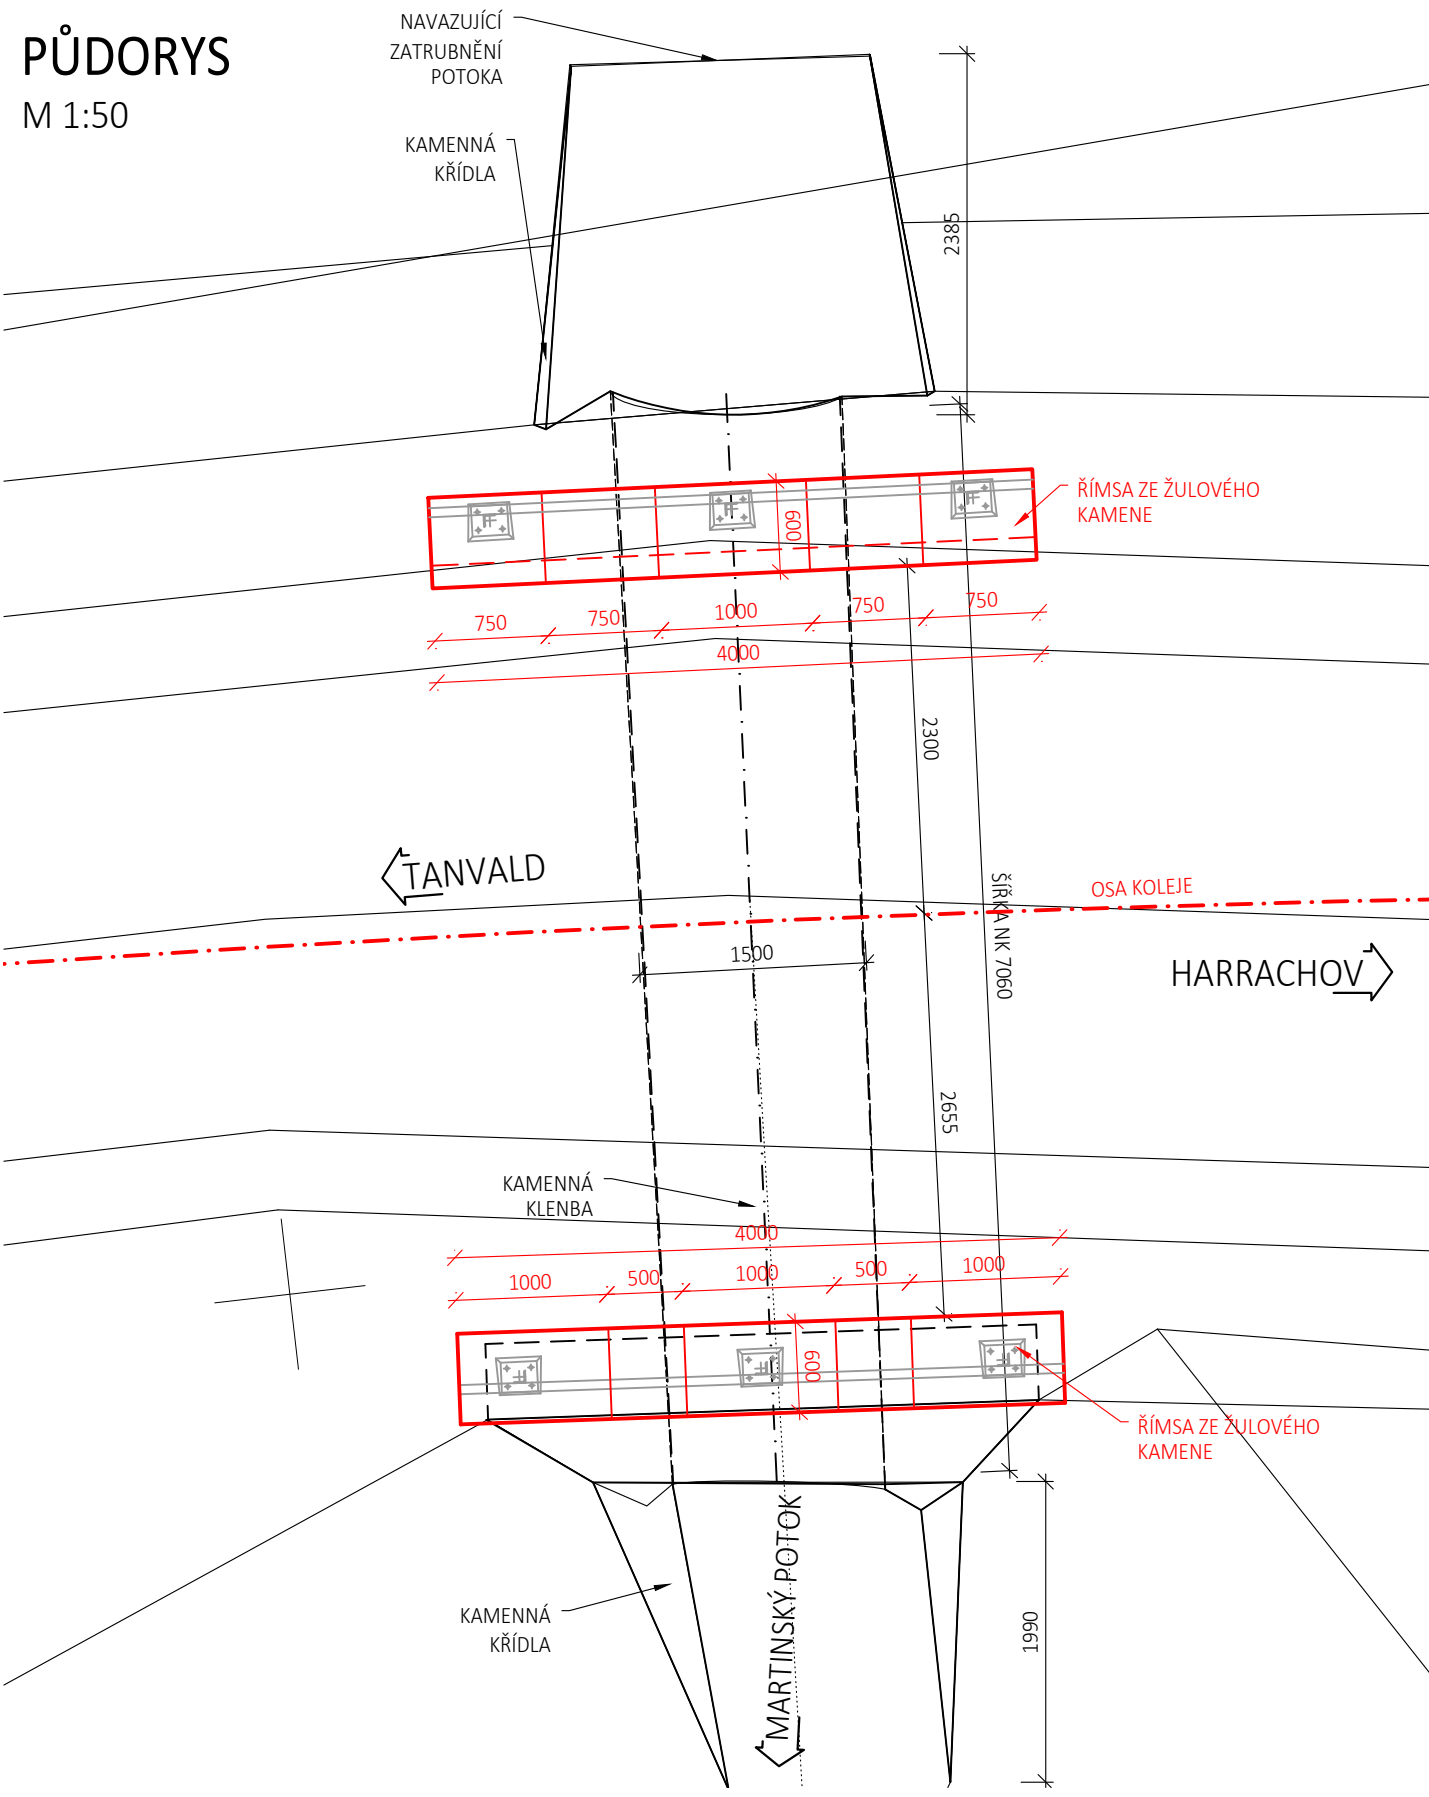 PŮDORYS
M 1:50
NAVAZUJÍCÍ
ZATRUBNĚNÍ
POTOKA
KAMENNÁ
KŘÍDLA
2385
ŘÍMSA ZE ŽULOVÉHO
KAMENE
600
750
750
1000
750
750
4000
2300
TANVALD
OSA KOLEJE
ŠÍŘKA NK 7060
1500
HARRACHOV
2655
KAMENNÁ
KLENBA
4000
1000
500
1000
500
1000
600
ŘÍMSA ZE ŽULOVÉHO
KAMENE
MARTINSKÝ POTOK
KAMENNÁ
KŘÍDLA
1990